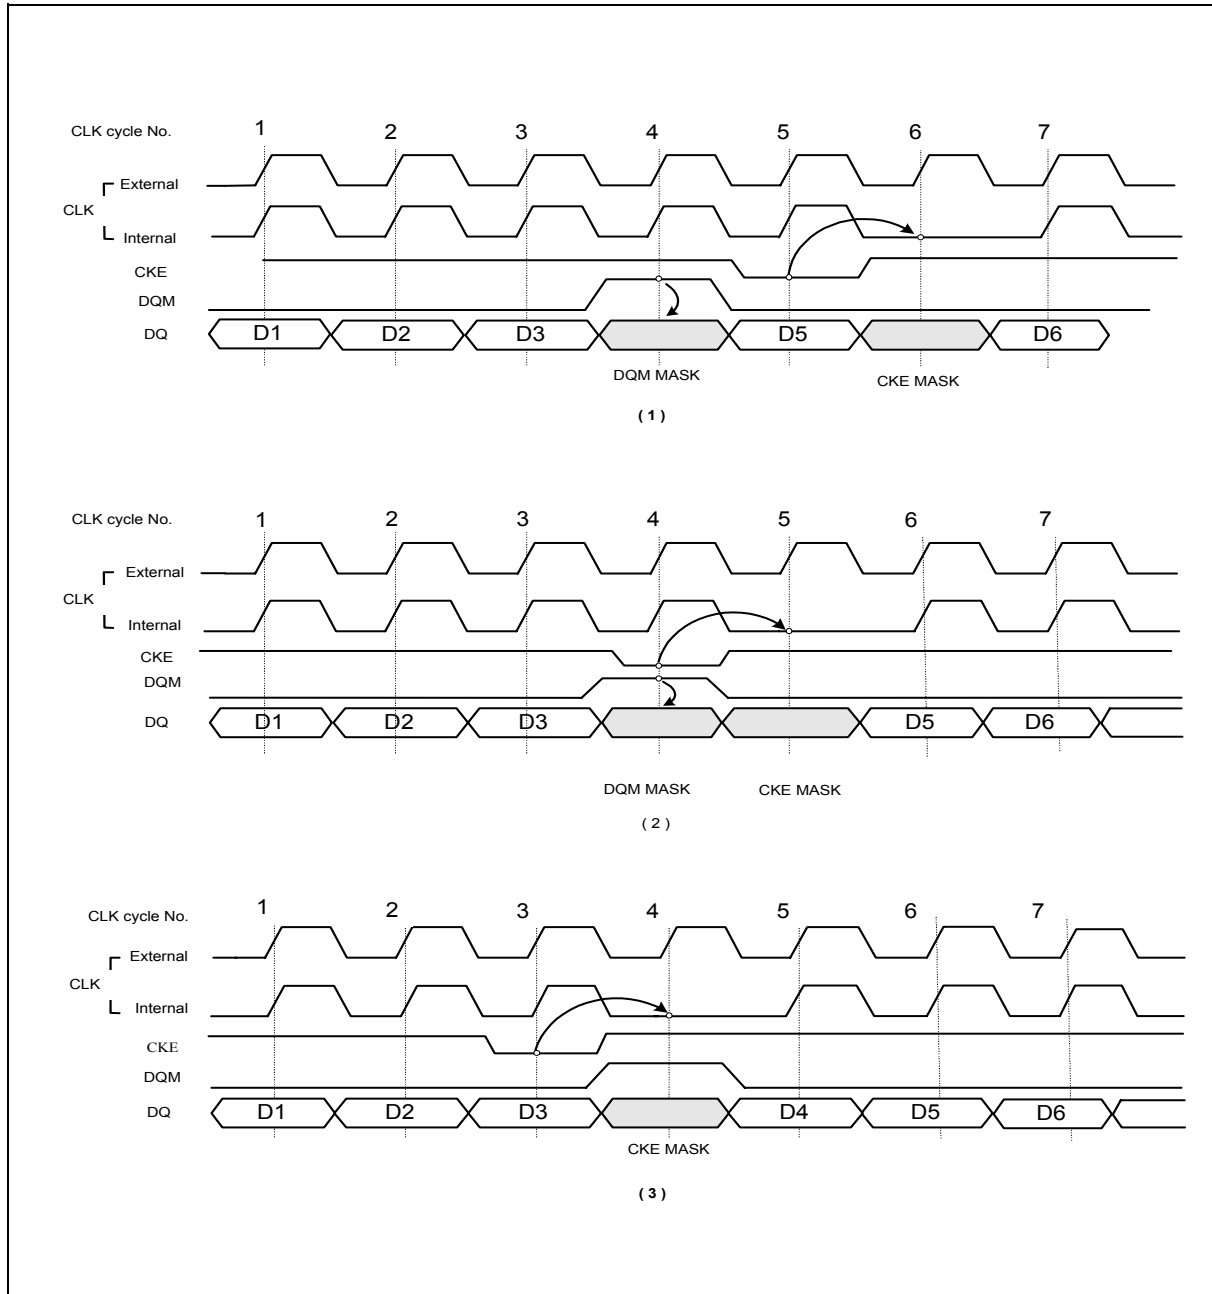 CLK cycle No. 1 2 3 4 5 6 7
External
CLK
Internal
CKE
DQM
DQ D1 D2 D3 D5 D6
DQM MASK CKE MASK
( 1 )
CLK cycle No. 1 2 3 4 5 6 7
External
CLK
Internal
CKE
DQM
DQ D1 D2 D3 D5 D6
DQM MASK CKE MASK
( 2 )
CLK cycle No. 1 2 3 4 5 6 7
External
CLK
Internal
CKE
DQM
DQ D1 D2 D3 D4 D5 D6
CKE MASK
( 3 )